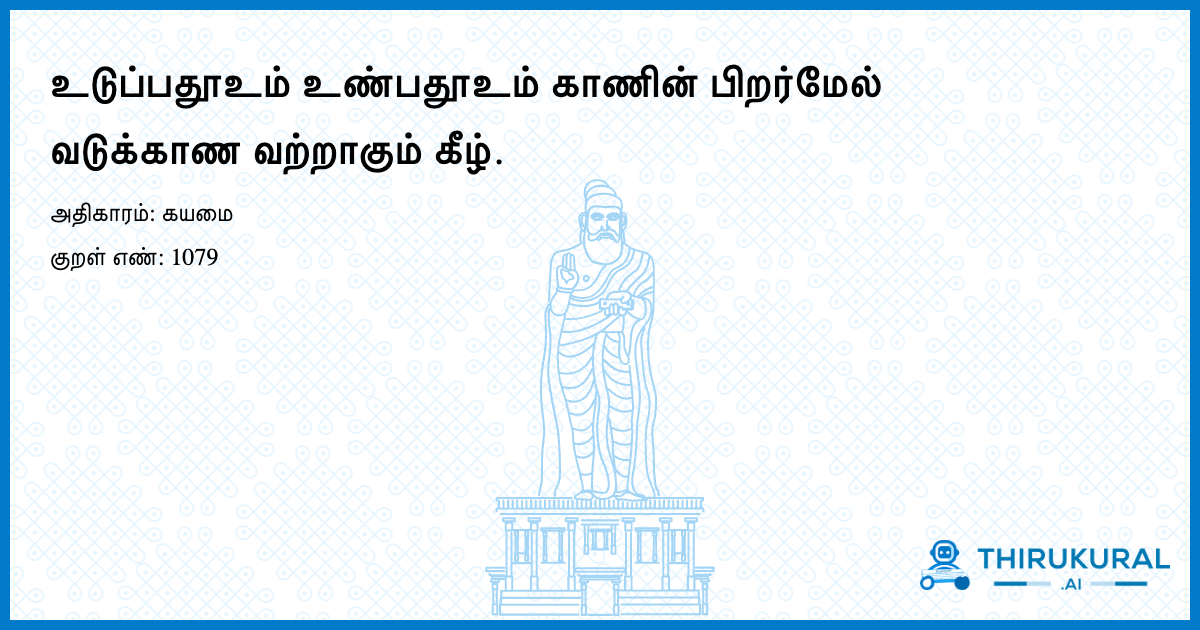 உடுப்பதூஉம் உண்பதூஉம் காணின் பிறர்மேல்
வடுக்காண வற்றாகும் கீழ்.
அதிகாரம்: கயமை
குறள் எண்: 1079
THIRUKURAL
.AI